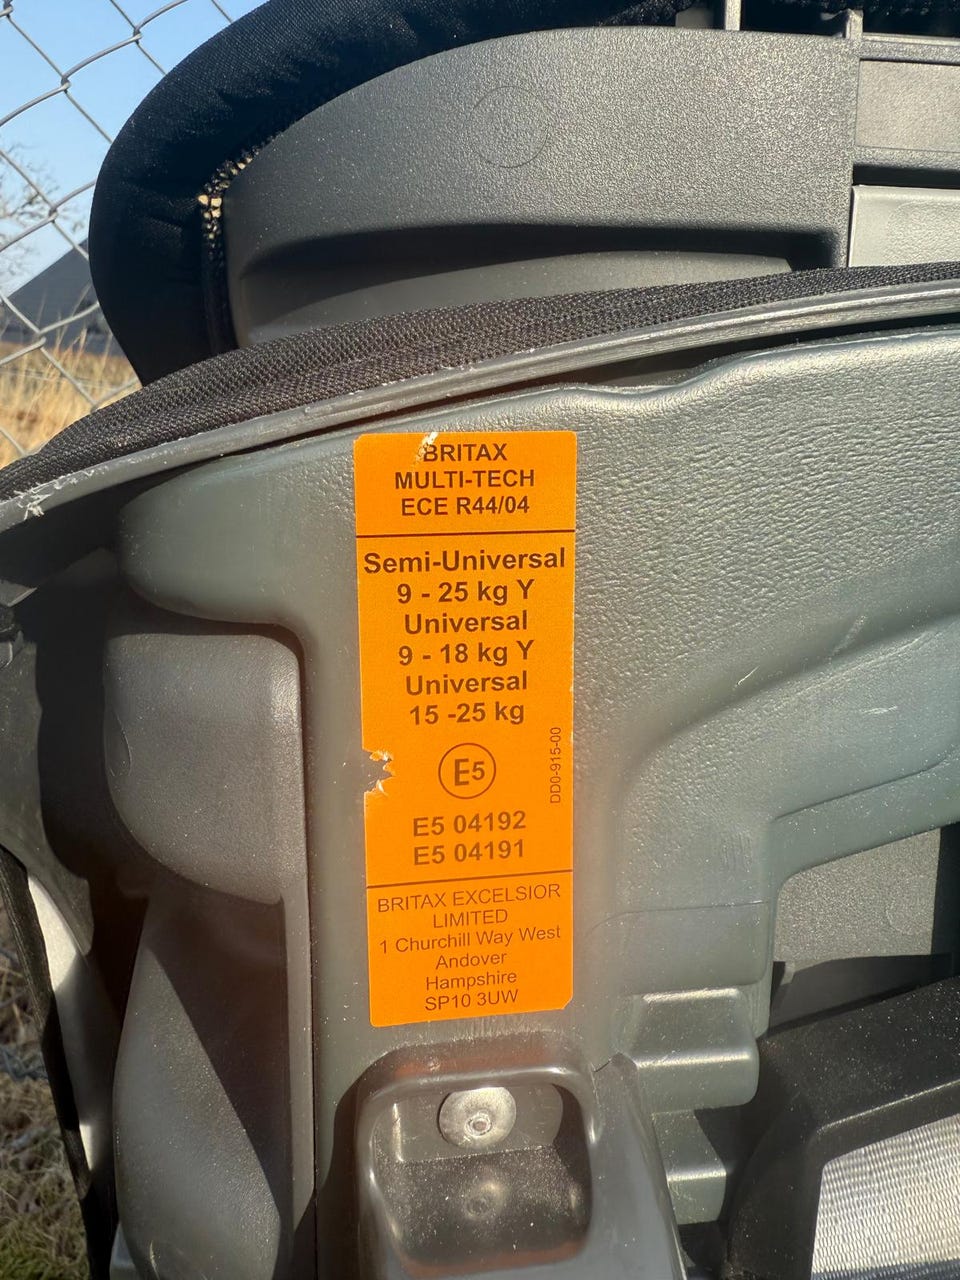 BRITAX
MULTI-TECH
ECE R44/04
Semi-Universal
9 - 25 kg Y
Universal
9 - 18 kg Y
Universal
15 -25 kg
E5
DD0-915-00
E5 04192
E5 04191
BRITAX EXCELSIOR
LIMITED
1 Churchill Way West
Andover
Hampshire
SP10 3UW